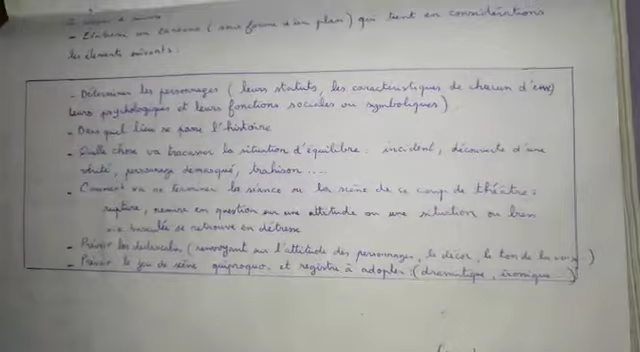 - Elaborer un canevas (sous forme d'un plan) qui tient en considérations
les éléments suivants.
- Déterminer les personnages (leurs statuts, les caractéristiques de chacun d'eux)
leurs psychologiques et leurs fonctions sociales ou symboliques).
- Dans quel lieu se passe l'histoire
- Quelle chose va tracasser la situation d'équilibre : incident, découverte d'une
vérité, personnage démasqué, trahison....
- Comment va se terminer la séance ou la scène de ce coup de théâtre :
rupture, remise en question sur une attitude ou une situation ou bien
se retrouve en détresse
- Prévoir les didascalies (renvoyant sur l'attitude des personnages, le décor, le ton de la voix)
- Prévoir le jeu de scène quiproquo, et registre à adopter (dramatique, ironique)